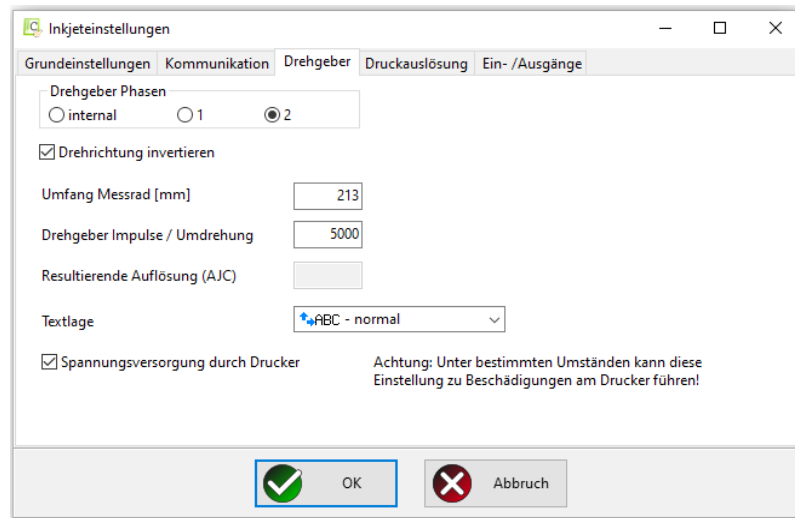 Inkjeteinstellungen
Grundeinstellungen Kommunikation Drehgeber Druckauslösung Ein- /Ausgänge
Drehgeber Phasen
internal 1 2
Drehrichtung invertieren
Umfang Messrad [mm] 213
Drehgeber Impulse / Umdrehung 5000
Resultierende Auflösung (AJC)
Textlage ABC - normal
Spannungsversorgung durch Drucker Achtung: Unter bestimmten Umständen kann diese
Einstellung zu Beschädigungen am Drucker führen!
OK Abbruch